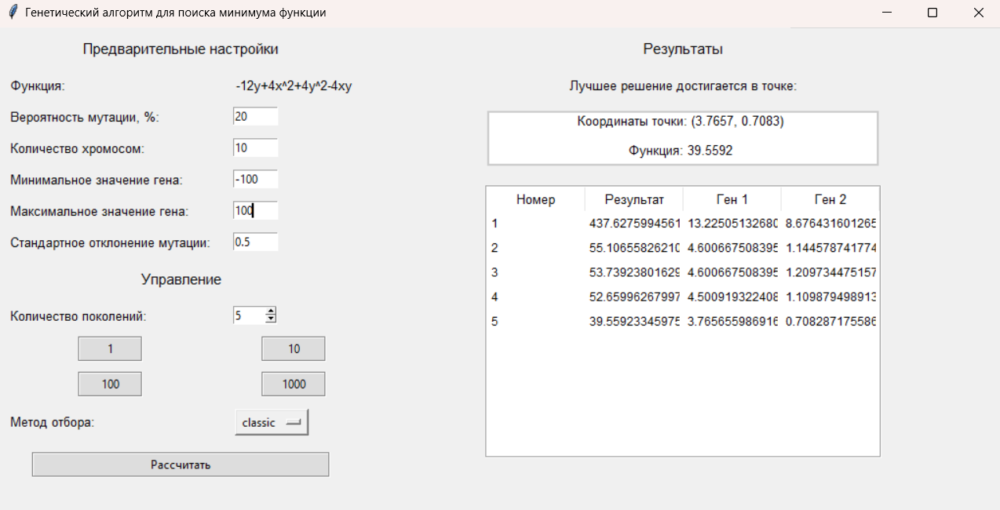 Генетический алгоритм для поиска минимума функции
Предварительные настройки
Функция: -12y+4x^2+4y^2-4xy
Вероятность мутации, %: 20
Количество хромосом: 10
Минимальное значение гена: -100
Максимальное значение гена: 100
Стандартное отклонение мутации: 0.5
Управление
Количество поколений: 5
1 10
100 1000
Метод отбора: classic
Рассчитать
Результаты
Лучшее решение достигается в точке:
Координаты точки: (3.7657, 0.7083)
Функция: 39.5592
Номер Результат Ген 1 Ген 2
1 437.6275994561 13.2250513268 8.676431601265
2 55.1065582621 4.600667508395 1.144578741774
3 53.73923801629 4.600667508395 1.209734475157
4 52.65996267997 4.500919322408 1.109879498913
5 39.55923345975 3.765655986916 0.708287175586